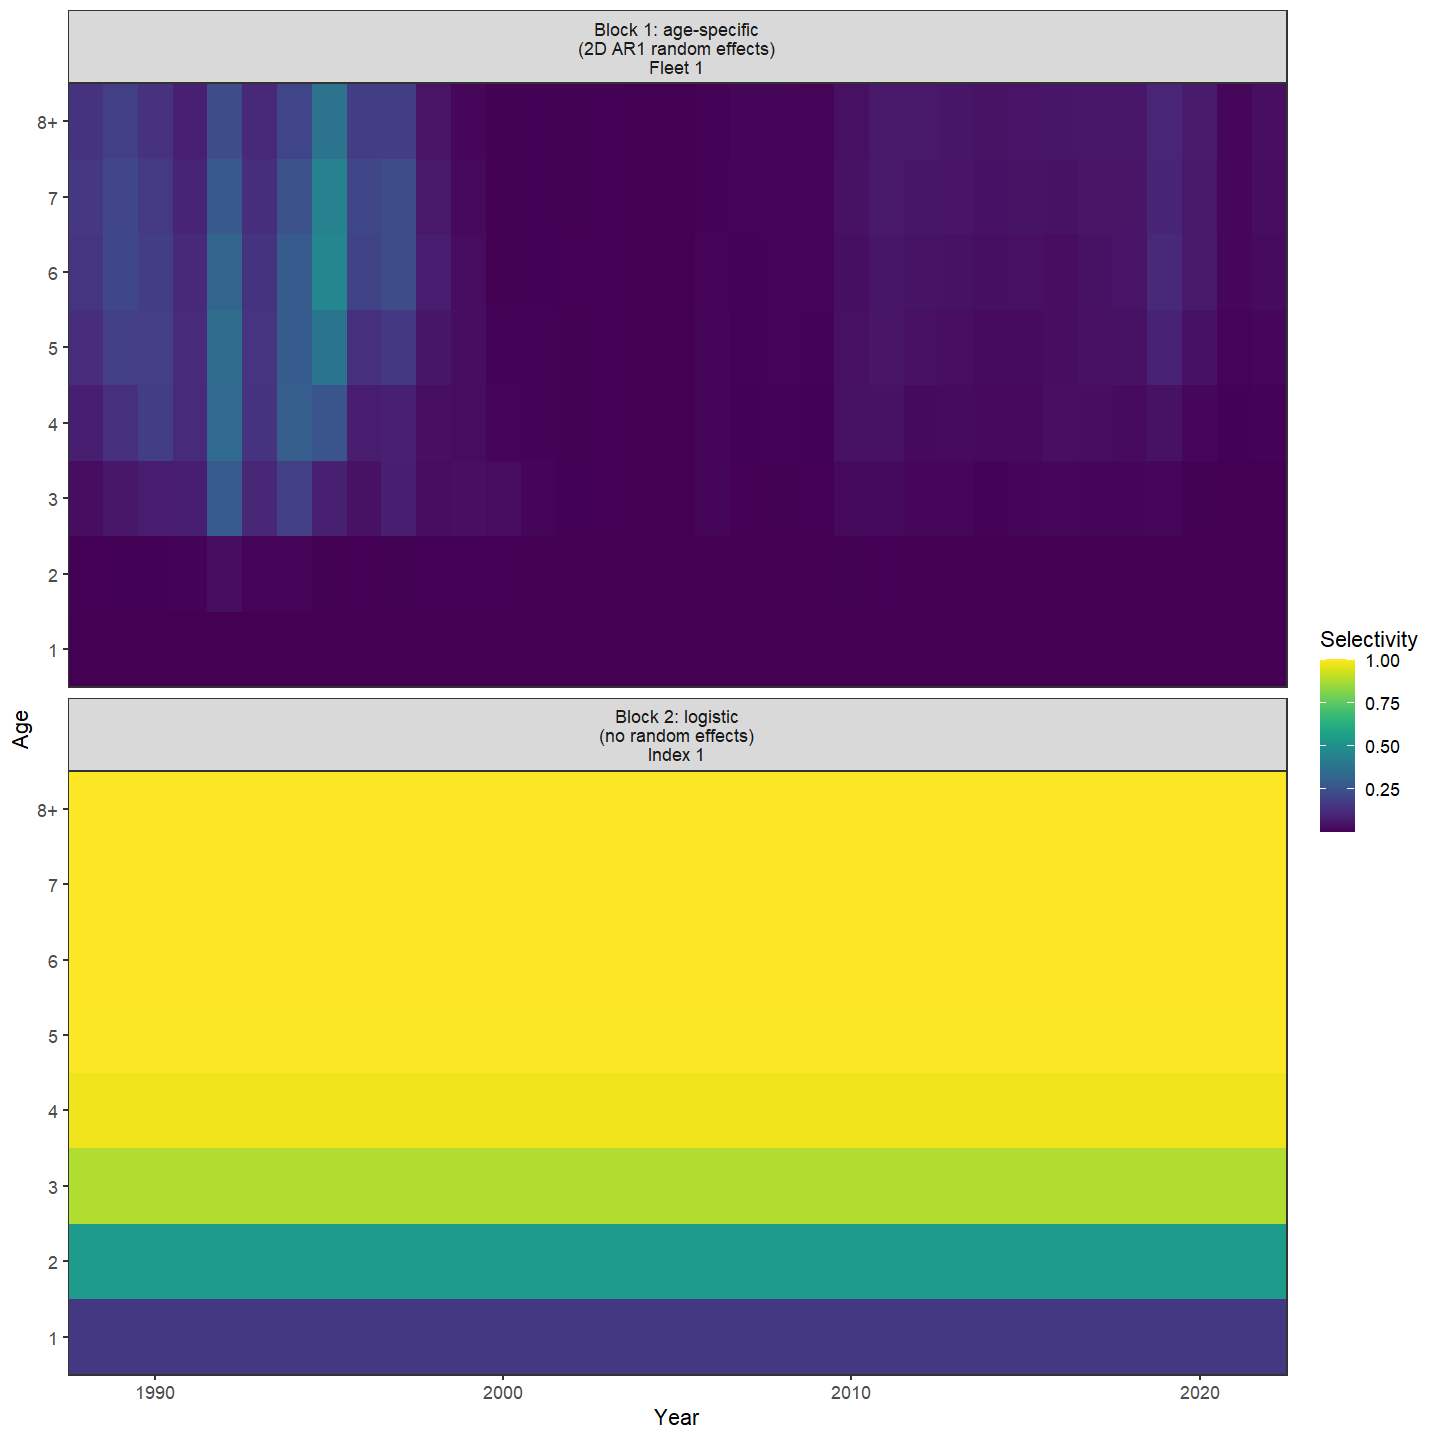 Block 1: age-specific
(2D AR1 random effects)
Fleet 1
8+
7
6
5
4
3
2
1
Age
Block 2: logistic
(no random effects)
Index 1
8+
7
6
5
4
3
2
1
1990
2000
2010
2020
Year
Selectivity
1.00
0.75
0.50
0.25